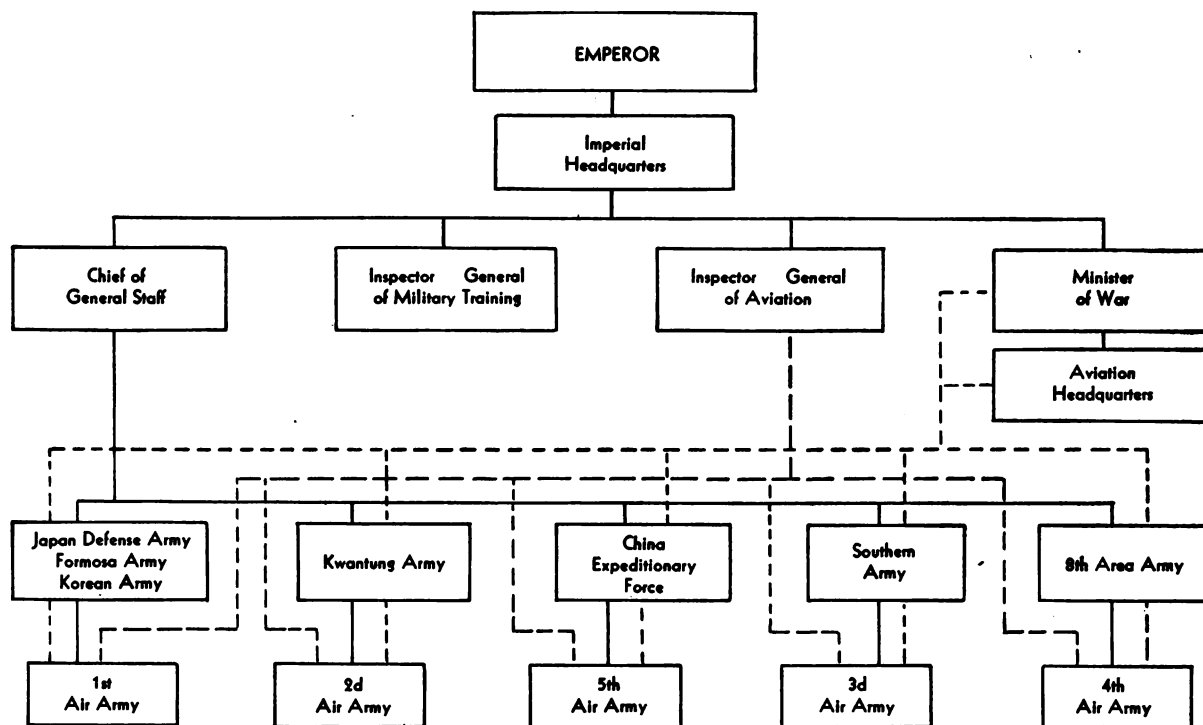 EMPEROR
Imperial
Headquarters
Chief of
General Staff
Inspector General
of Military Training
Inspector General
of Aviation
Minister
of War
Aviation
Headquarters
Japan Defense Army
Formosa Army
Korean Army
Kwantung Army
China
Expeditionary
Force
Southern
Army
8th Area Army
1st
Air Army
2d
Air Army
5th
Air Army
3d
Air Army
4th
Air Army